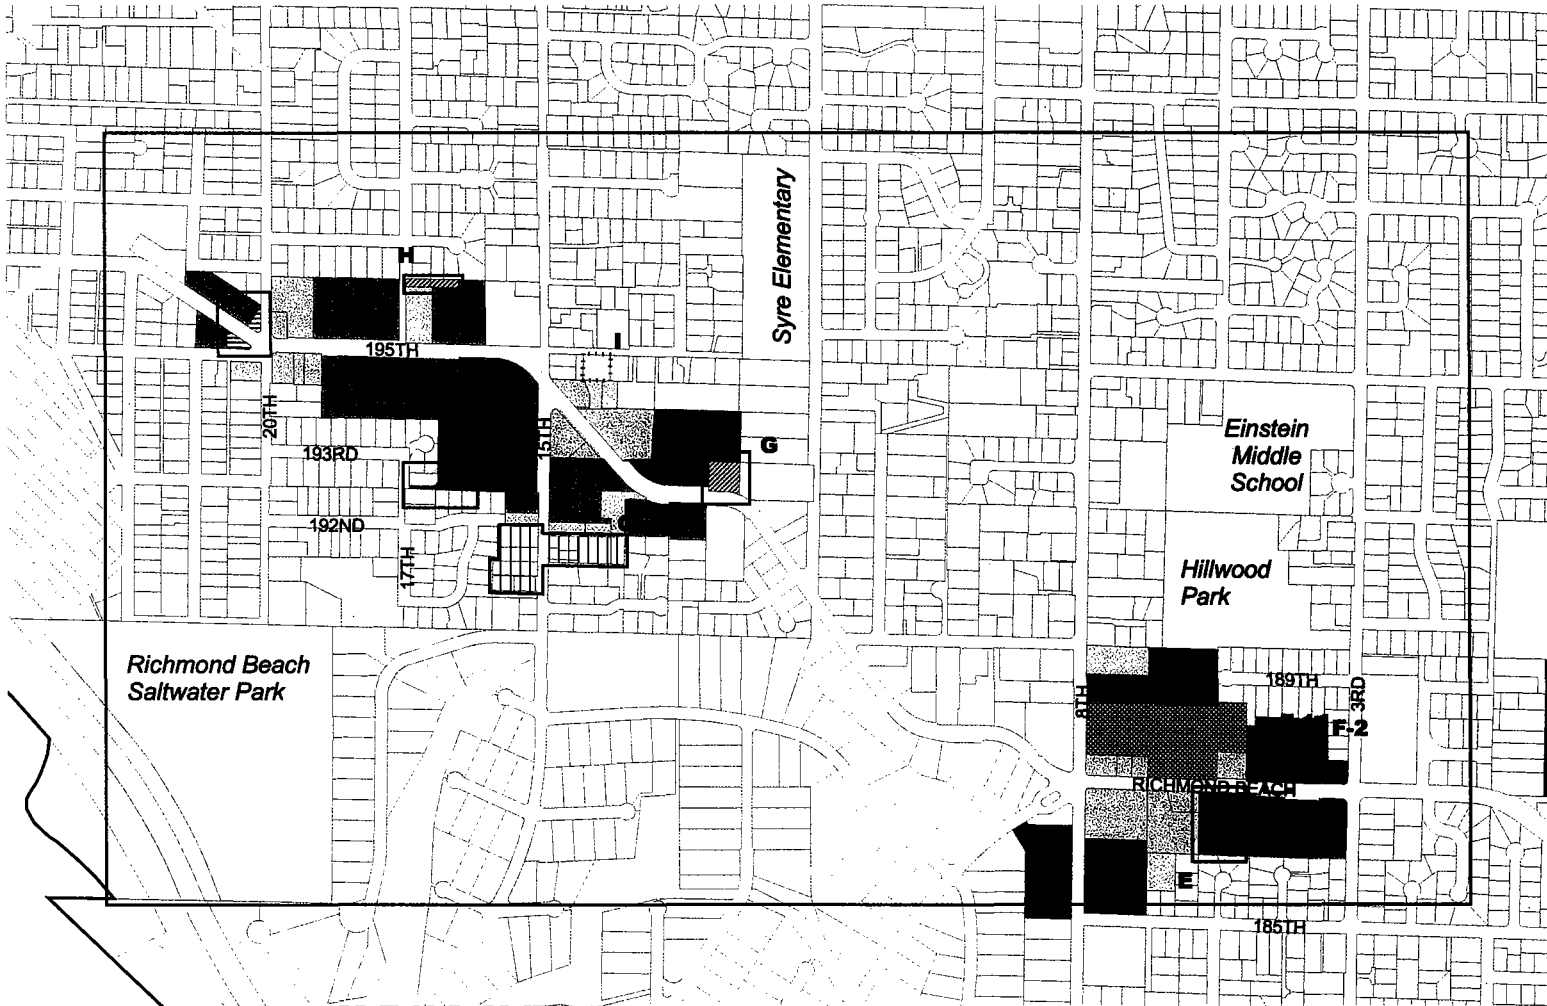 Syre Elementary
H
I
195TH
20TH
15TH
G
193RD
Einstein
Middle
School
192ND
17TH
Hillwood
Park
Richmond Beach
Saltwater Park
189TH
8TH
3RD
F-2
RICHMOND BEACH
E
185TH